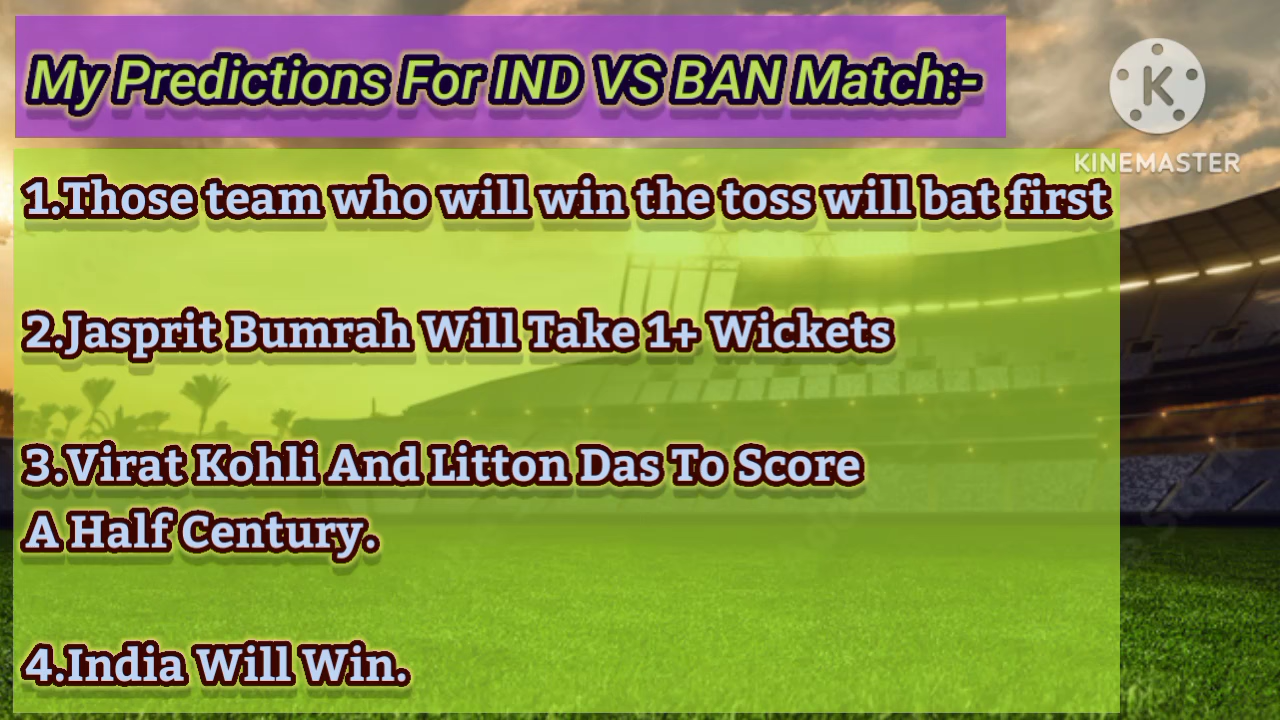 My Predictions For IND VS BAN Match:-
K
KINEMASTER
1.Those team who will win the toss will bat first
2.Jasprit Bumrah Will Take 1+ Wickets
3.Virat Kohli And Litton Das To Score
A Half Century.
4.India Will Win.